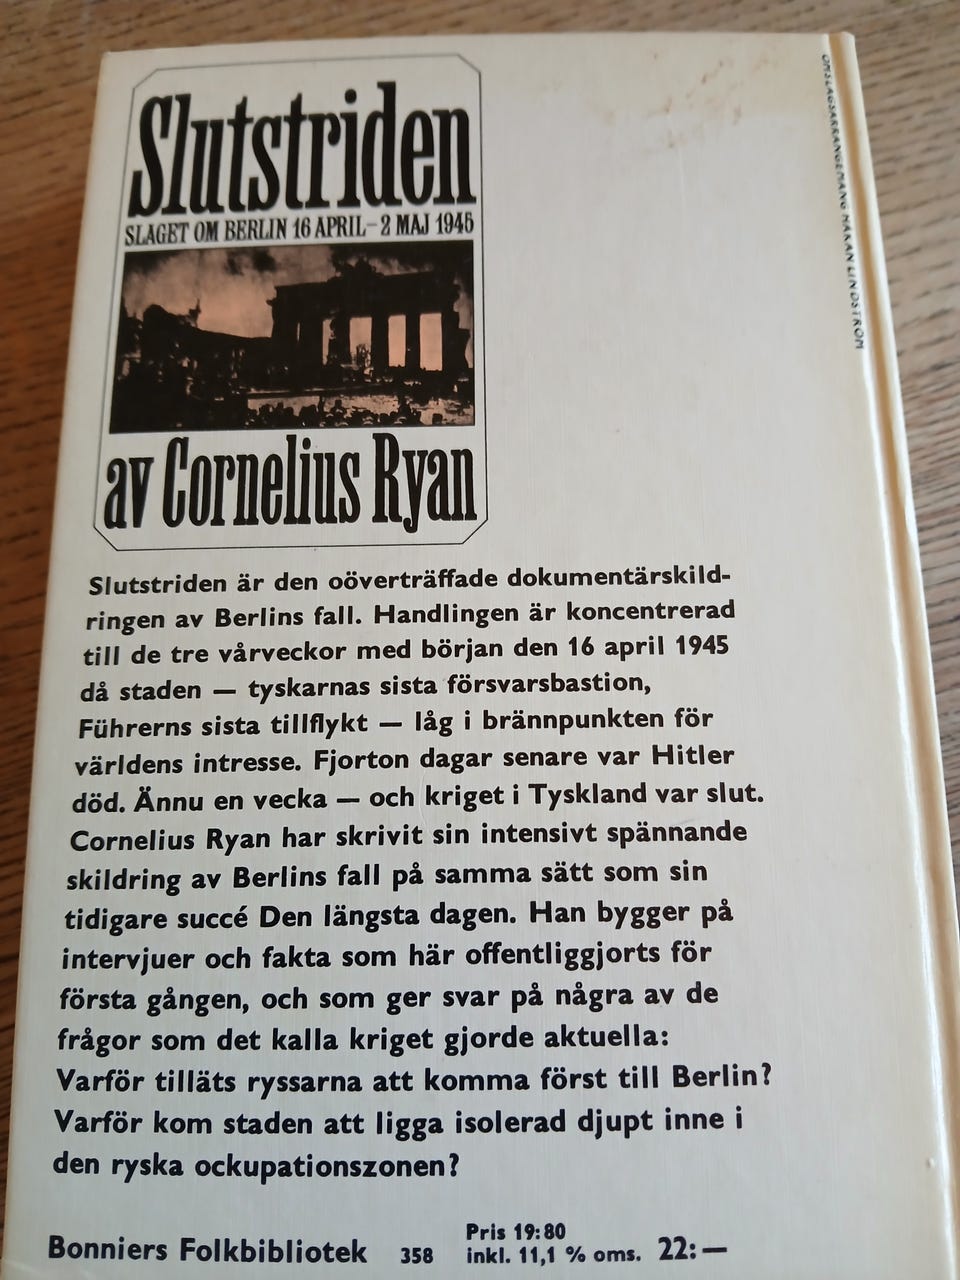 Slutstriden
SLAGET OM BERLIN 16 APRIL – 2 MAJ 1945
av Cornelius Ryan
OMSLAGSARRANGEMANG HÅKAN LINDSTRÖM
Slutstriden är den oöverträffade dokumentärskild-
ringen av Berlins fall. Handlingen är koncentrerad
till de tre vårveckor med början den 16 april 1945
då staden — tyskarnas sista försvarsbastion,
Führerns sista tillflykt — låg i brännpunkten för
världens intresse. Fjorton dagar senare var Hitler
död. Ännu en vecka — och kriget i Tyskland var slut.
Cornelius Ryan har skrivit sin intensivt spännande
skildring av Berlins fall på samma sätt som sin
tidigare succé Den längsta dagen. Han bygger på
intervjuer och fakta som här offentliggjorts för
första gången, och som ger svar på några av de
frågor som det kalla kriget gjorde aktuella:
Varför tilläts ryssarna att komma först till Berlin?
Varför kom staden att ligga isolerad djupt inne i
den ryska ockupationszonen?
Bonniers Folkbibliotek 358
Pris 19:80
inkl. 11,1 % oms. 22:—